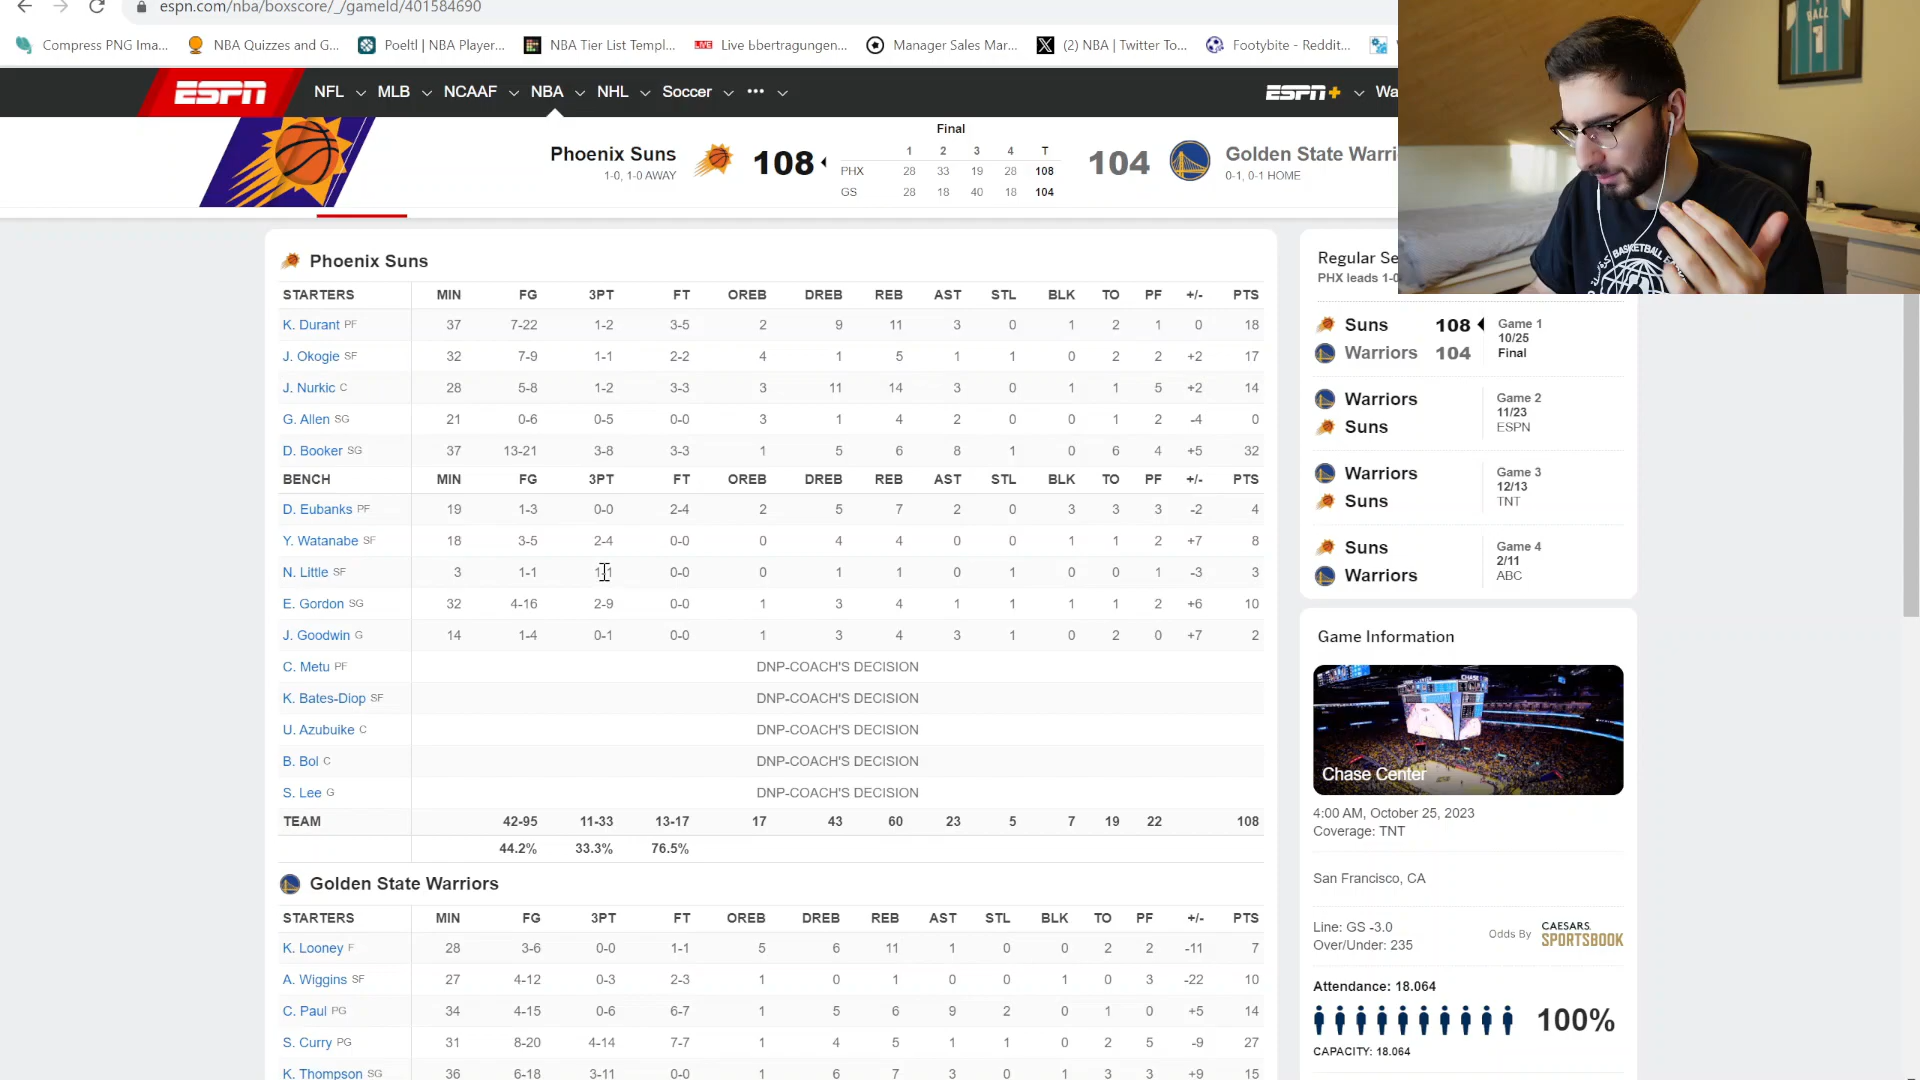 espn.com/nba/boxscore/_/gameId/401584690
Compress PNG Ima... NBA Quizzes and G... Poeltl | NBA Player... NBA Tier List Templ... LIVE Live bbertragungen... Manager Sales Mar... (2) NBA | Twitter To... Footybite - Reddit...
BALL
1
ESPN NFL MLB NCAAF NBA NHL Soccer ••• ESPN+ Wa
Final
Phoenix Suns 108 104 Golden State Warri
1-0, 1-0 AWAY 0-1, 0-1 HOME
1 2 3 4 T
PHX 28 33 19 28 108
GS 28 18 40 18 104
BASKETBALL
Phoenix Suns
STARTERS MIN FG 3PT FT OREB DREB REB AST STL BLK TO PF +/- PTS
K. Durant PF 37 7-22 1-2 3-5 2 9 11 3 0 1 2 1 0 18
J. Okogie SF 32 7-9 1-1 2-2 4 1 5 1 1 0 2 2 +2 17
J. Nurkic C 28 5-8 1-2 3-3 3 11 14 3 0 1 1 5 +2 14
G. Allen SG 21 0-6 0-5 0-0 3 1 4 2 0 0 1 2 -4 0
D. Booker SG 37 13-21 3-8 3-3 1 5 6 8 1 0 6 4 +5 32
BENCH MIN FG 3PT FT OREB DREB REB AST STL BLK TO PF +/- PTS
D. Eubanks PF 19 1-3 0-0 2-4 2 5 7 2 0 3 3 3 -2 4
Y. Watanabe SF 18 3-5 2-4 0-0 0 4 4 0 0 1 1 2 +7 8
N. Little SF 3 1-1 1-1 0-0 0 1 1 0 1 0 0 1 -3 3
E. Gordon SG 32 4-16 2-9 0-0 1 3 4 1 1 1 1 2 +6 10
J. Goodwin G 14 1-4 0-1 0-0 1 3 4 3 1 0 2 0 +7 2
C. Metu PF DNP-COACH'S DECISION
K. Bates-Diop SF DNP-COACH'S DECISION
U. Azubuike C DNP-COACH'S DECISION
B. Bol C DNP-COACH'S DECISION
S. Lee G DNP-COACH'S DECISION
TEAM 42-95 11-33 13-17 17 43 60 23 5 7 19 22 108
44.2% 33.3% 76.5%
Golden State Warriors
STARTERS MIN FG 3PT FT OREB DREB REB AST STL BLK TO PF +/- PTS
K. Looney F 28 3-6 0-0 1-1 5 6 11 1 0 0 2 2 -11 7
A. Wiggins SF 27 4-12 0-3 2-3 1 0 1 0 0 1 0 3 -22 10
C. Paul PG 34 4-15 0-6 6-7 1 5 6 9 2 0 1 0 +5 14
S. Curry PG 31 8-20 4-14 7-7 1 4 5 1 1 0 2 5 -9 27
K. Thompson SG 36 6-18 3-11 0-0 1 6 7 3 0 1 3 3 +9 15
Regular Se
PHX leads 1-0
Suns 108 Game 1
10/25
Warriors 104 Final
Warriors Game 2
11/23
Suns ESPN
Warriors Game 3
12/13
Suns TNT
Suns Game 4
2/11
Warriors ABC
Game Information
Chase Center
4:00 AM, October 25, 2023
Coverage: TNT
San Francisco, CA
Line: GS -3.0
Over/Under: 235
Odds By CAESARS SPORTSBOOK
Attendance: 18.064
100%
CAPACITY: 18.064